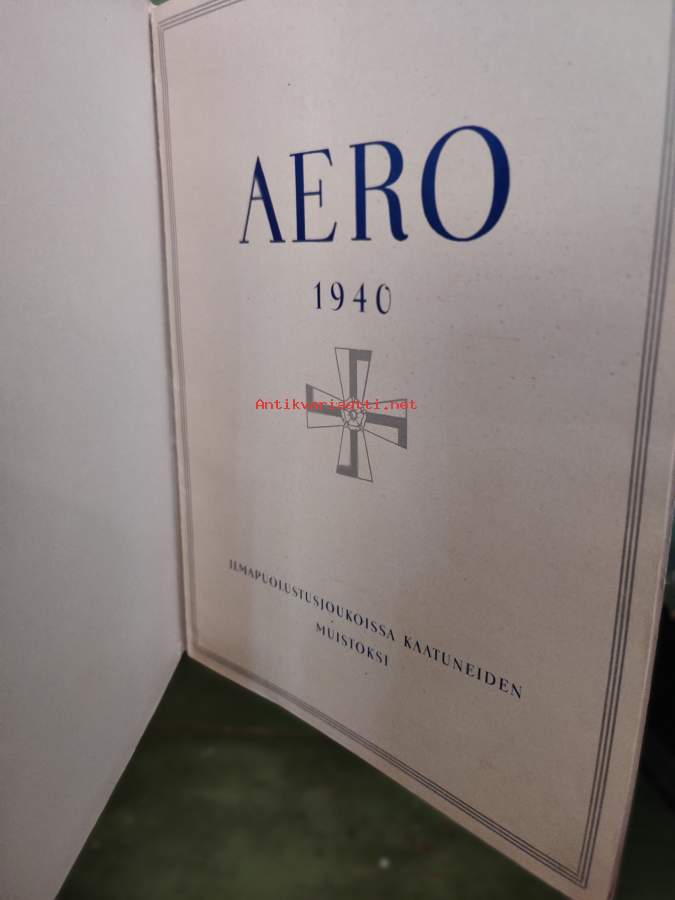 AERO
1940
Antikvariaatti.net
ILMAPUOLUSTUSJOUKOISSA KAATUNEIDEN
MUISTOKSI